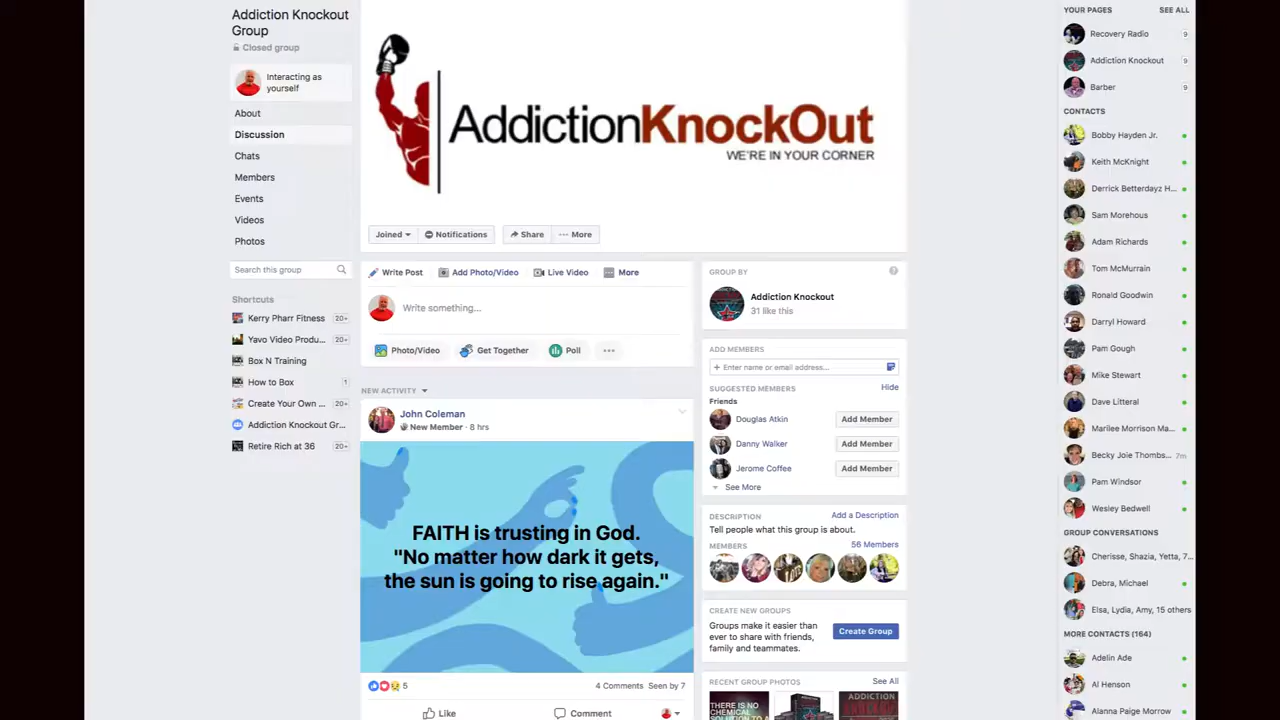 Addiction Knockout
Group
Closed group
Interacting as
yourself
About
Discussion
Chats
Members
Events
Videos
Photos
Search this group
Shortcuts
Kerry Pharr Fitness 20+
Yavo Video Produ... 20+
Box N Training
How to Box 1
Create Your Own ... 20+
Addiction Knockout Gr...
Retire Rich at 36 20+
AddictionKnockOut
WE'RE IN YOUR CORNER
Joined Notifications Share ··· More
Write Post Add Photo/Video Live Video More
Write something...
Photo/Video Get Together Poll ···
NEW ACTIVITY
John Coleman
New Member · 8 hrs
FAITH is trusting in God.
"No matter how dark it gets,
the sun is going to rise again."
5 4 Comments Seen by 7
Like Comment
GROUP BY
Addiction Knockout
31 like this
ADD MEMBERS
+ Enter name or email address...
SUGGESTED MEMBERS Hide
Friends
Douglas Atkin Add Member
Danny Walker Add Member
Jerome Coffee Add Member
See More
DESCRIPTION Add a Description
Tell people what this group is about.
MEMBERS 56 Members
CREATE NEW GROUPS
Groups make it easier than
ever to share with friends,
family and teammates.
Create Group
RECENT GROUP PHOTOS See All
THERE IS NO
CHEMICAL
SOLUTION TO A
ADDICTION
YOUR PAGES SEE ALL
Recovery Radio 9
Addiction Knockout 9
Barber 9
CONTACTS
Bobby Hayden Jr.
Keith McKnight
Derrick Betterdayz H...
Sam Morehous
Adam Richards
Tom McMurrain
Ronald Goodwin
Darryl Howard
Pam Gough
Mike Stewart
Dave Litteral
Marilee Morrison Ma...
Becky Joie Thombs... 7m
Pam Windsor
Wesley Bedwell
GROUP CONVERSATIONS
Cherisse, Shazia, Yetta, 7...
Debra, Michael
Elsa, Lydia, Amy, 15 others
MORE CONTACTS (164)
Adelin Ade
Al Henson
Alanna Paige Morrow